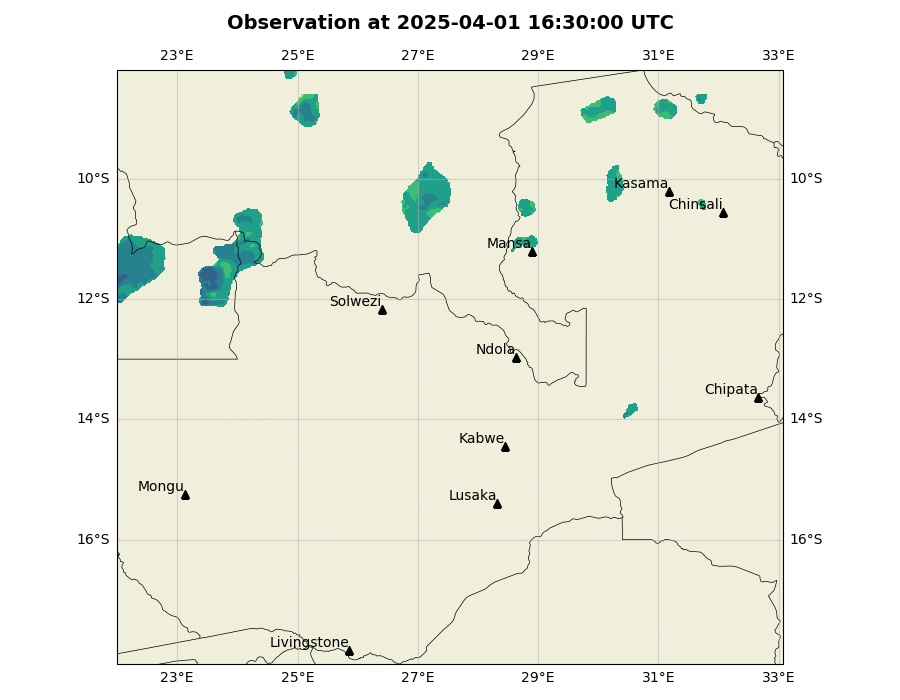 Observation at 2025-04-01 16:30:00 UTC
23°E 25°E 27°E 29°E 31°E 33°E
10°S 10°S
Kasama
Chinsali
Mansa
12°S 12°S
Solwezi
Ndola
Chipata
14°S 14°S
Kabwe
Mongu
Lusaka
16°S 16°S
Livingstone
23°E 25°E 27°E 29°E 31°E 33°E